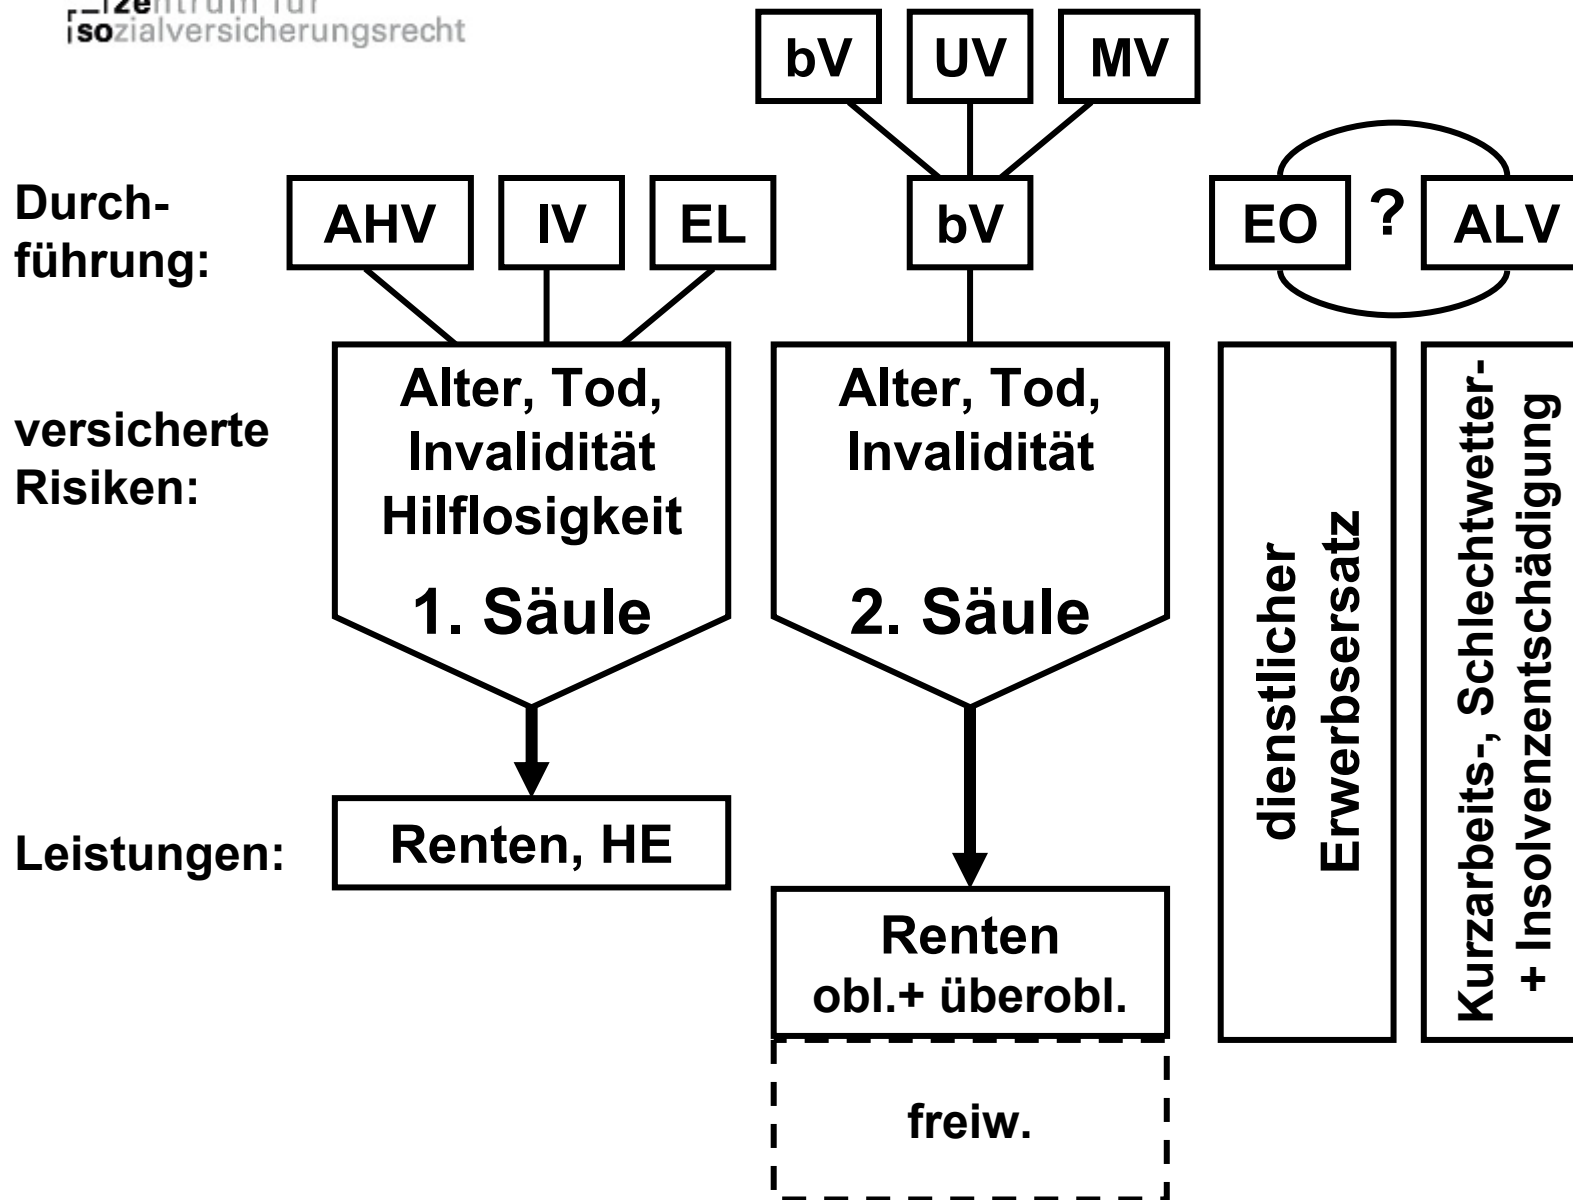 zentrum für
sozialversicherungsrecht
bV
UV
MV
Durch-
führung:
AHV
IV
EL
bV
EO
?
ALV
versicherte
Risiken:
Alter, Tod,
Invalidität
Hilflosigkeit
1. Säule
Alter, Tod,
Invalidität
2. Säule
dienstlicher
Erwerbsersatz
Kurzarbeits-, Schlechtwetter-
+ Insolvenzentschädigung
Leistungen:
Renten, HE
Renten
obl.+ überobl.
freiw.